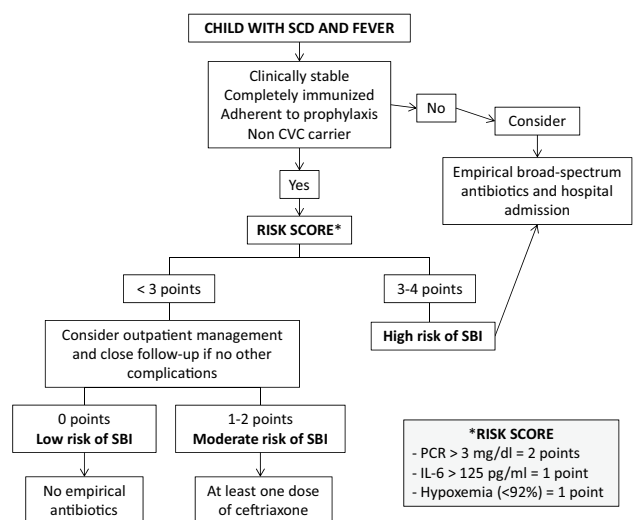 CHILD WITH SCD AND FEVER
Clinically stable
Completely immunized
Adherent to prophylaxis
Non CVC carrier
No
Consider
Empirical broad-spectrum
antibiotics and hospital
admission
Yes
RISK SCORE*
< 3 points
3-4 points
High risk of SBI
Consider outpatient management
and close follow-up if no other
complications
0 points
Low risk of SBI
1-2 points
Moderate risk of SBI
No empirical
antibiotics
At least one dose
of ceftriaxone
*RISK SCORE
- PCR > 3 mg/dl = 2 points
- IL-6 > 125 pg/ml = 1 point
- Hypoxemia (<92%) = 1 point